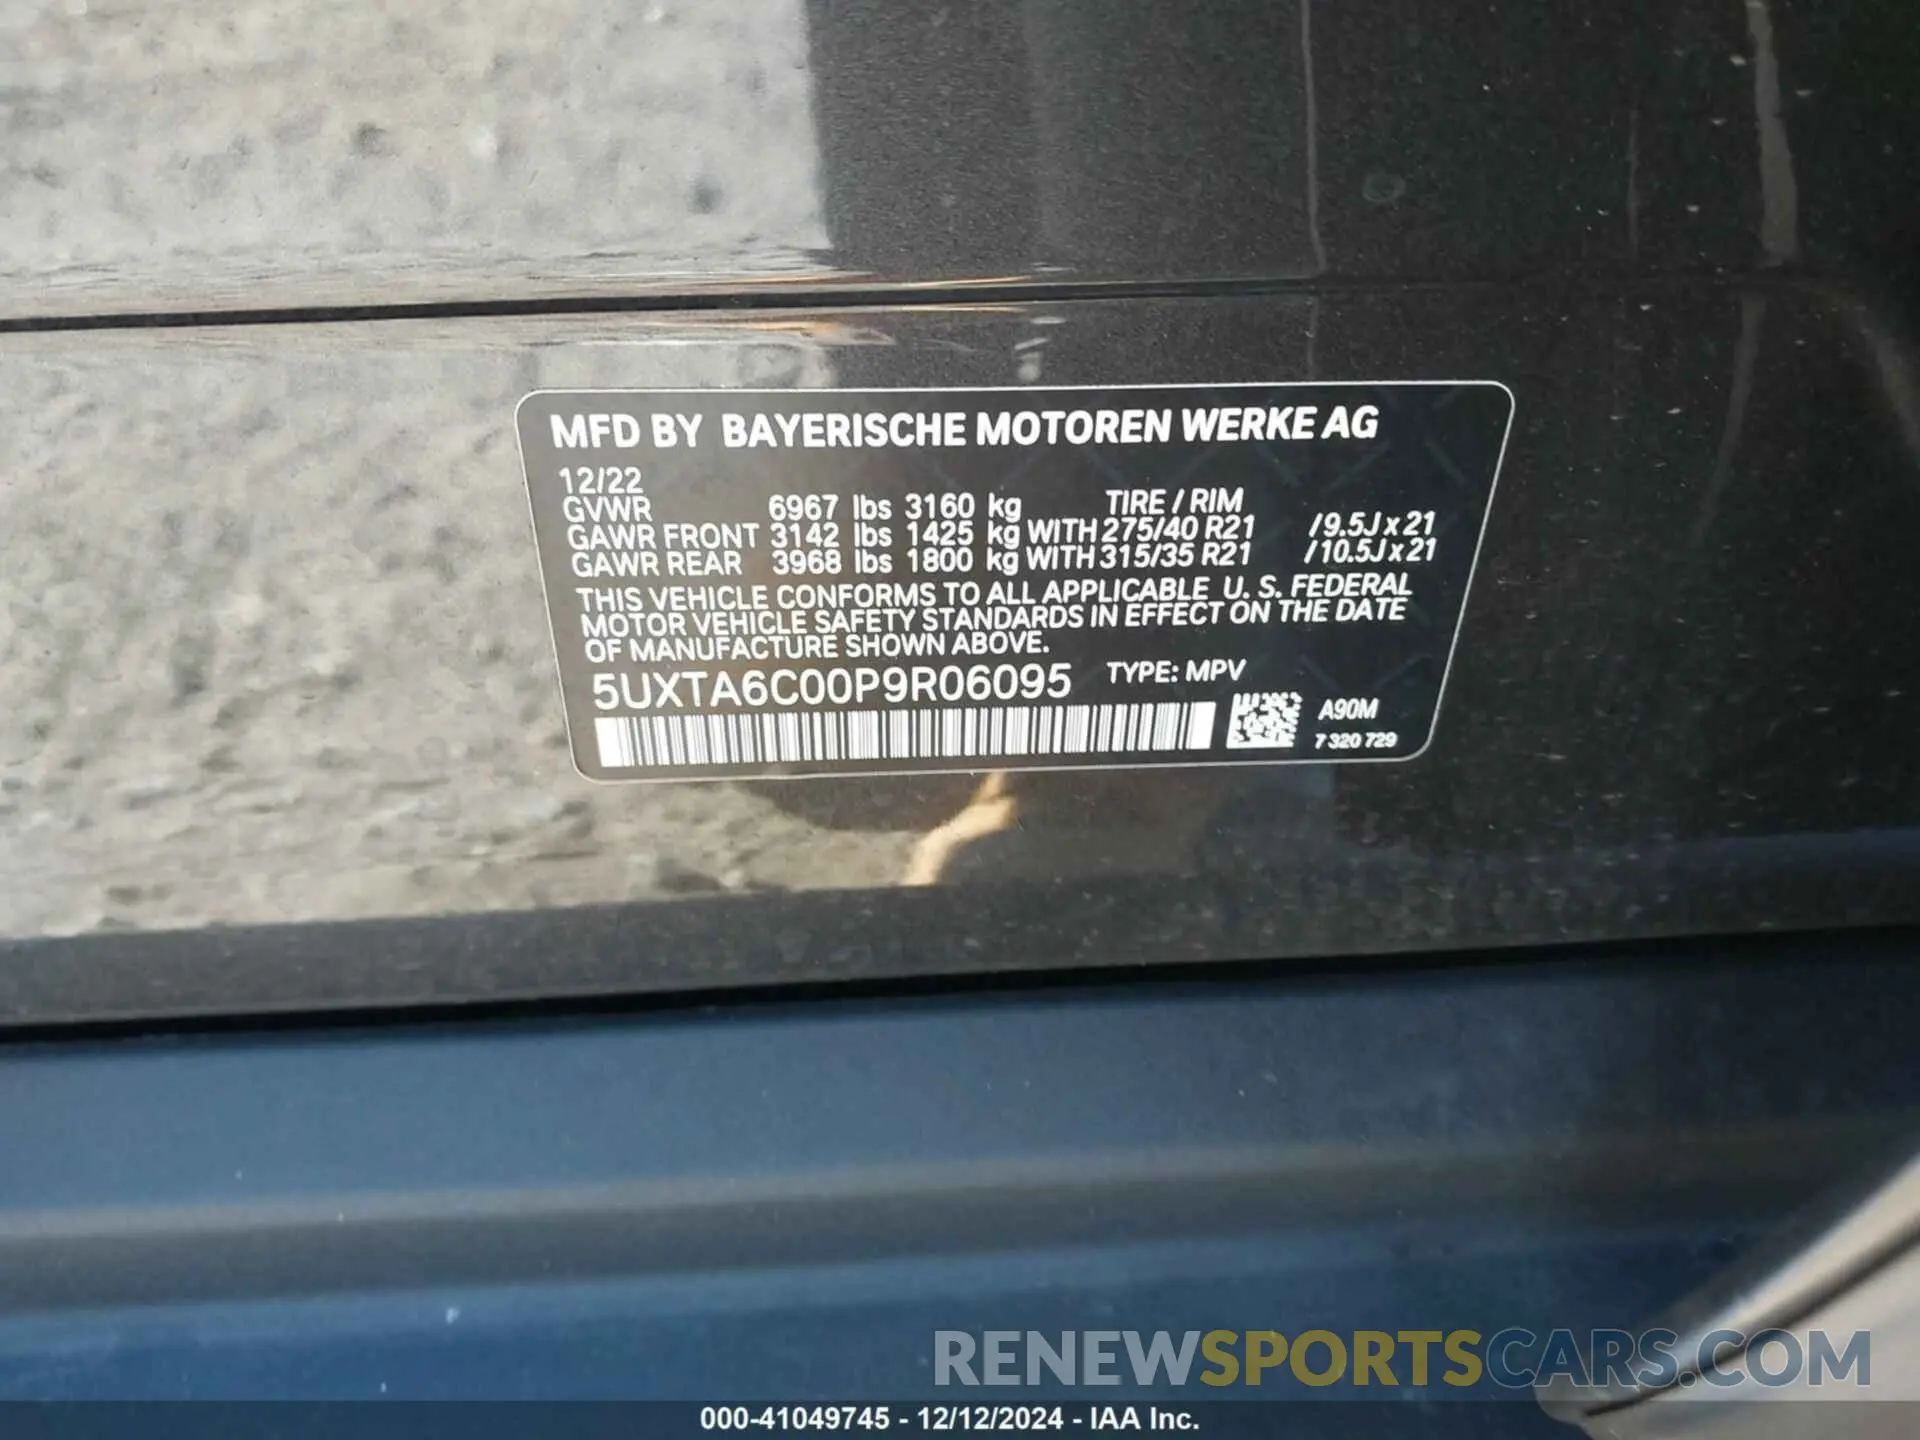 MFD BY BAYERISCHE MOTOREN WERKE AG
12/22
GVWR 6967 lbs 3160 kg TIRE / RIM
GAWR FRONT 3142 lbs 1425 kg WITH 275/40 R21 /9.5J x 21
GAWR REAR 3968 lbs 1800 kg WITH 315/35 R21 /10.5J x 21
THIS VEHICLE CONFORMS TO ALL APPLICABLE U. S. FEDERAL
MOTOR VEHICLE SAFETY STANDARDS IN EFFECT ON THE DATE
OF MANUFACTURE SHOWN ABOVE.
5UXTA6C00P9R06095 TYPE: MPV
A90M
7 320 729
RENEWSPORTSCARS.COM
000-41049745 - 12/12/2024 - IAA Inc.